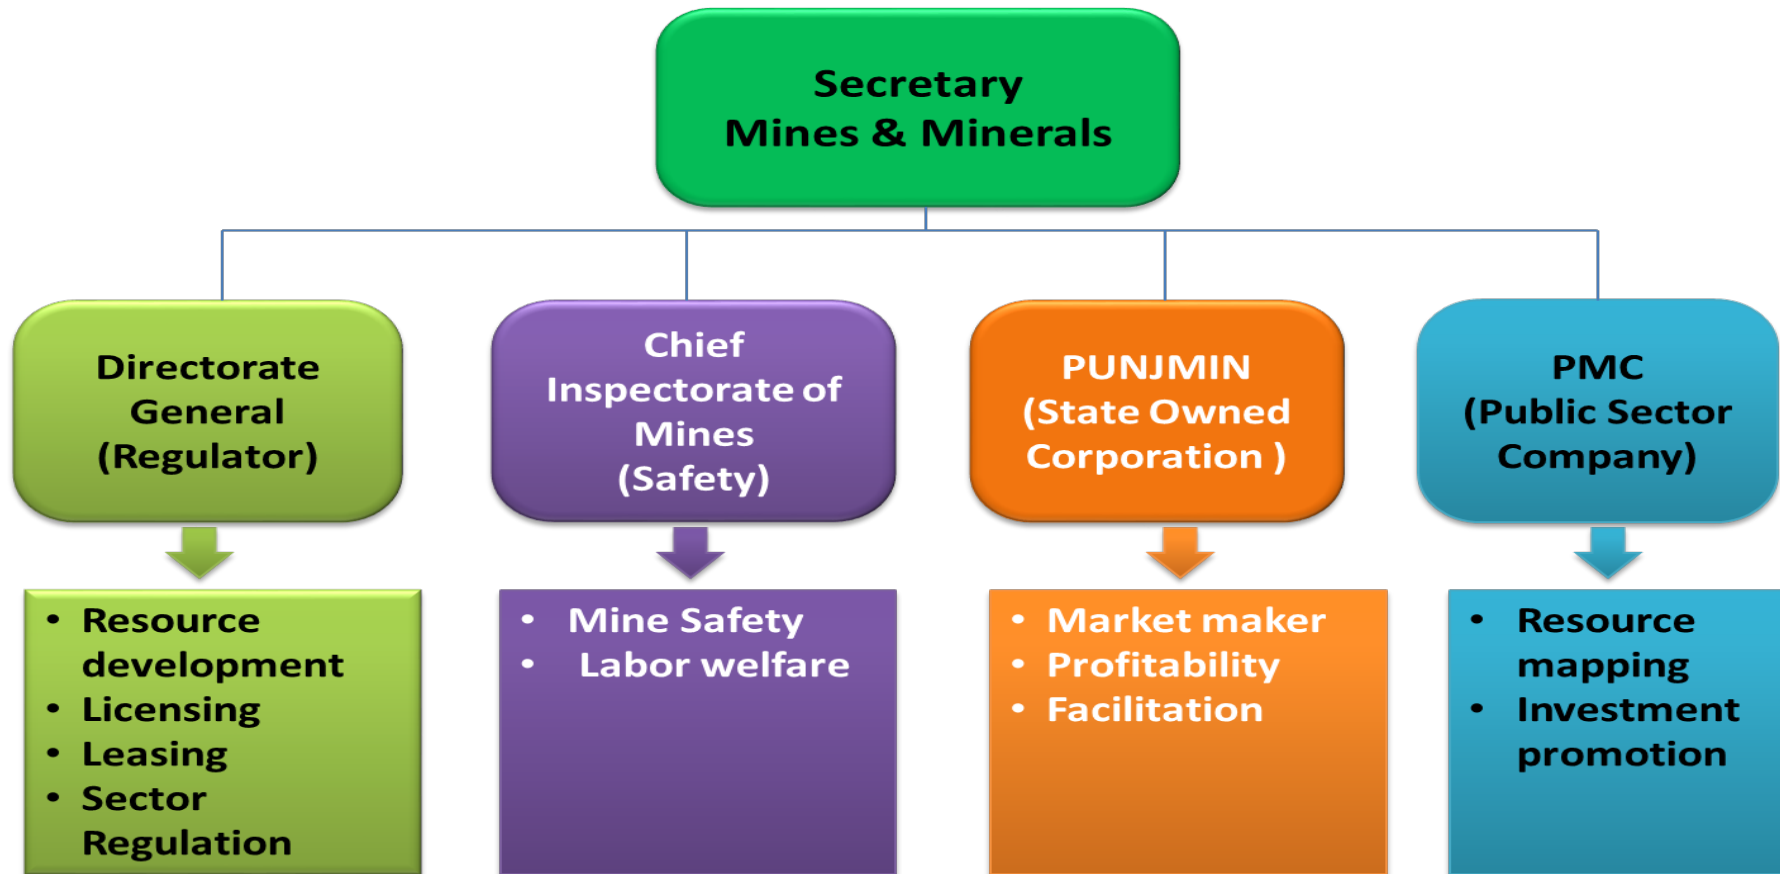 Secretary
Mines & Minerals
Directorate
General
(Regulator)
Chief
Inspectorate of
Mines
(Safety)
PUNJMIN
(State Owned
Corporation )
PMC
(Public Sector
Company)
• Resource
development
• Licensing
• Leasing
• Sector
Regulation
• Mine Safety
• Labor welfare
• Market maker
• Profitability
• Facilitation
• Resource
mapping
• Investment
promotion